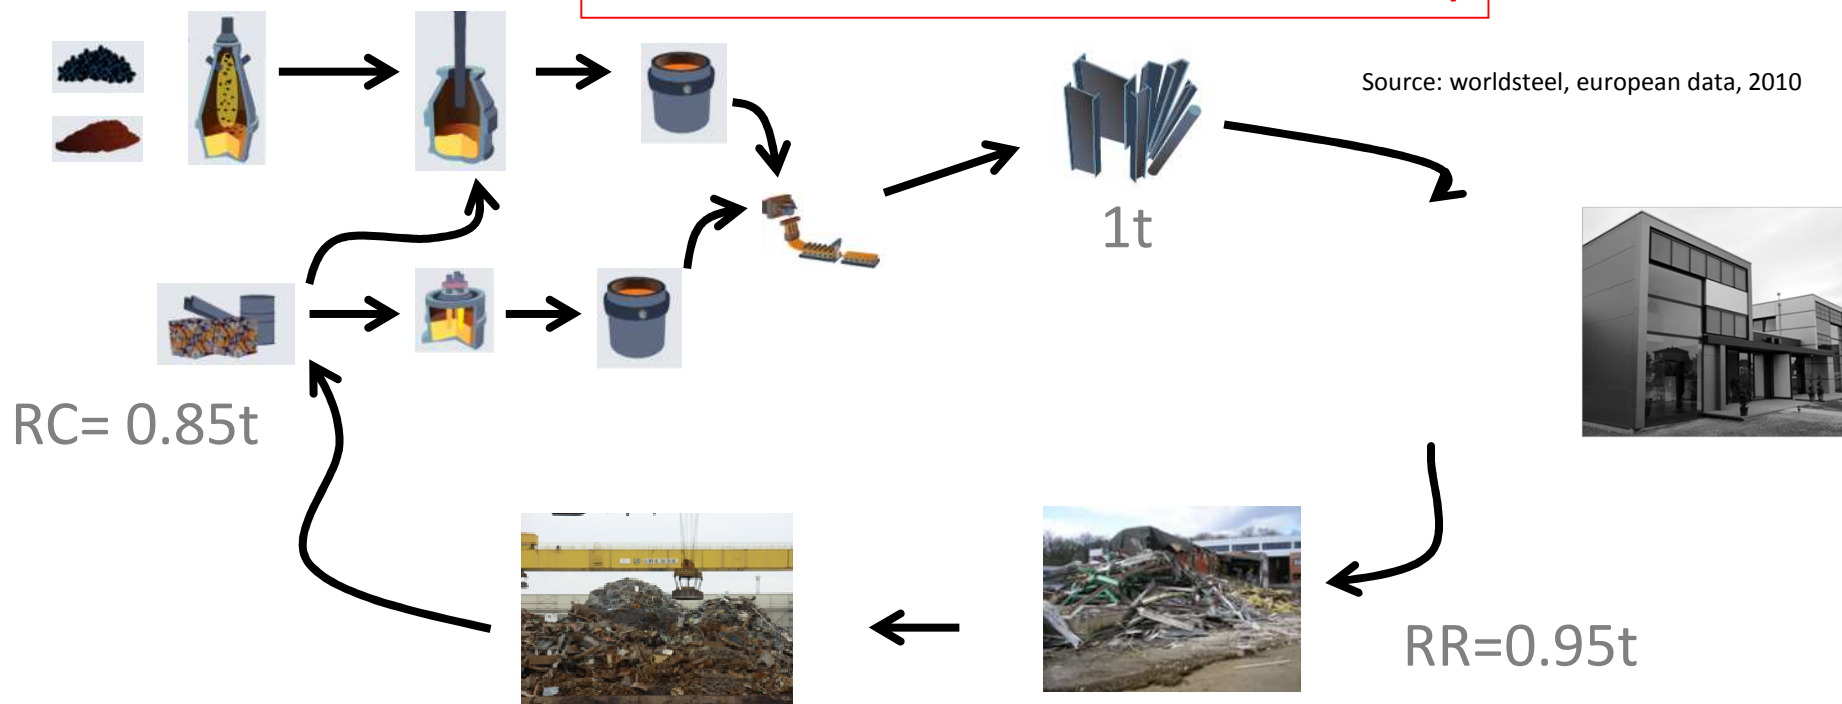 Source: worldsteel, european data, 2010
1t
RC= 0.85t
RR=0.95t